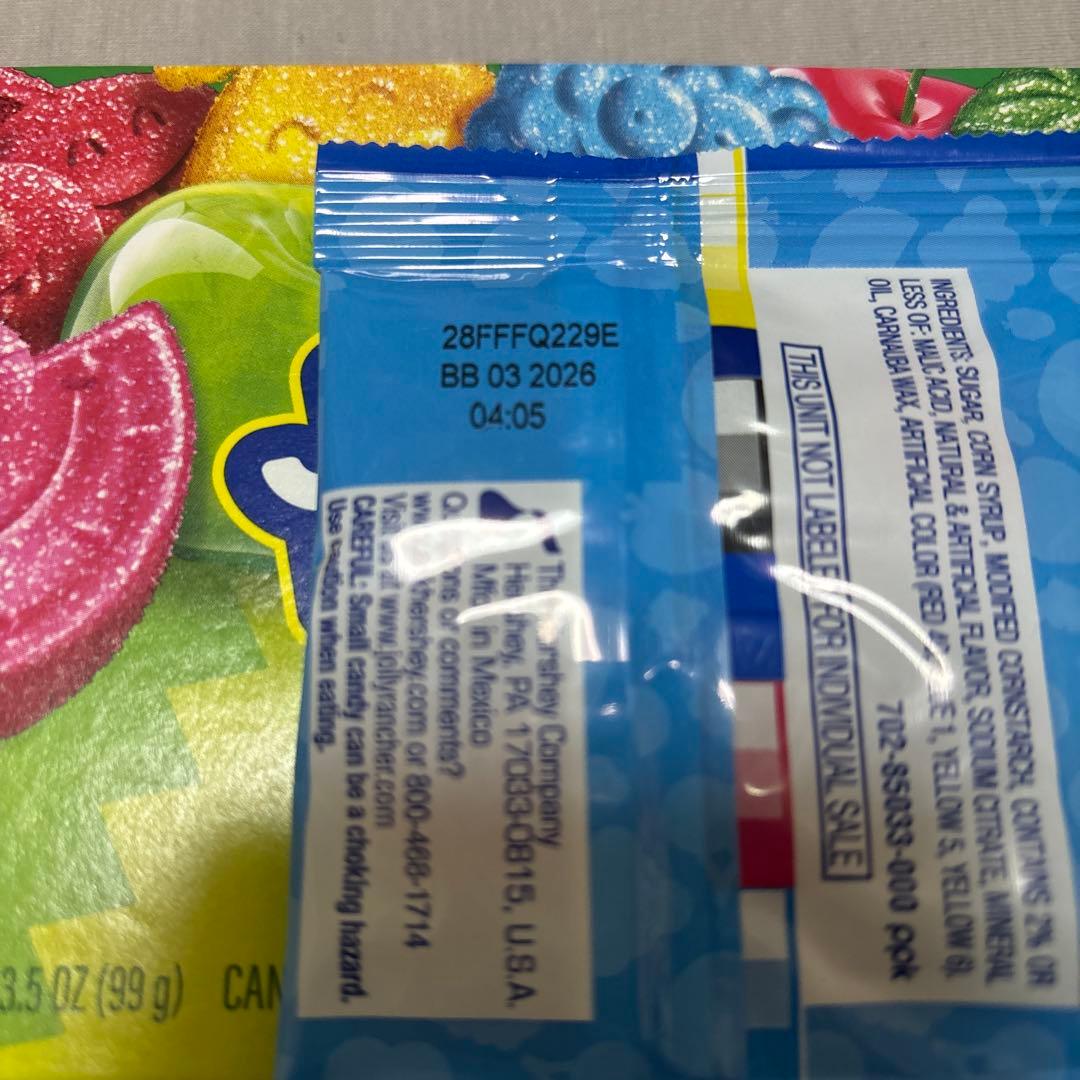 28FFFQ229E
BB 03 2026
04:05
The Hershey Company
Hershey, PA 17033-0815, U.S.A.
Mfd. in Mexico
Questions or comments?
www.askhershey.com or 800-468-1714
Visit us at www.jollyrancher.com
CAREFUL: Small candy can be a choking hazard.
Use caution when eating.
INGREDIENTS: SUGAR, CORN SYRUP, MODIFIED CORNSTARCH, CONTAINS 2% OR
LESS OF: MALIC ACID, NATURAL & ARTIFICIAL FLAVOR, SODIUM CITRATE, MINERAL
OIL, CARNAUBA WAX, ARTIFICIAL COLOR (RED 40, 1, YELLOW 5, YELLOW 6).
702-85033-000 ppk
THIS UNIT NOT LABELED FOR INDIVIDUAL SALE
3.5 OZ (99 g) CAN